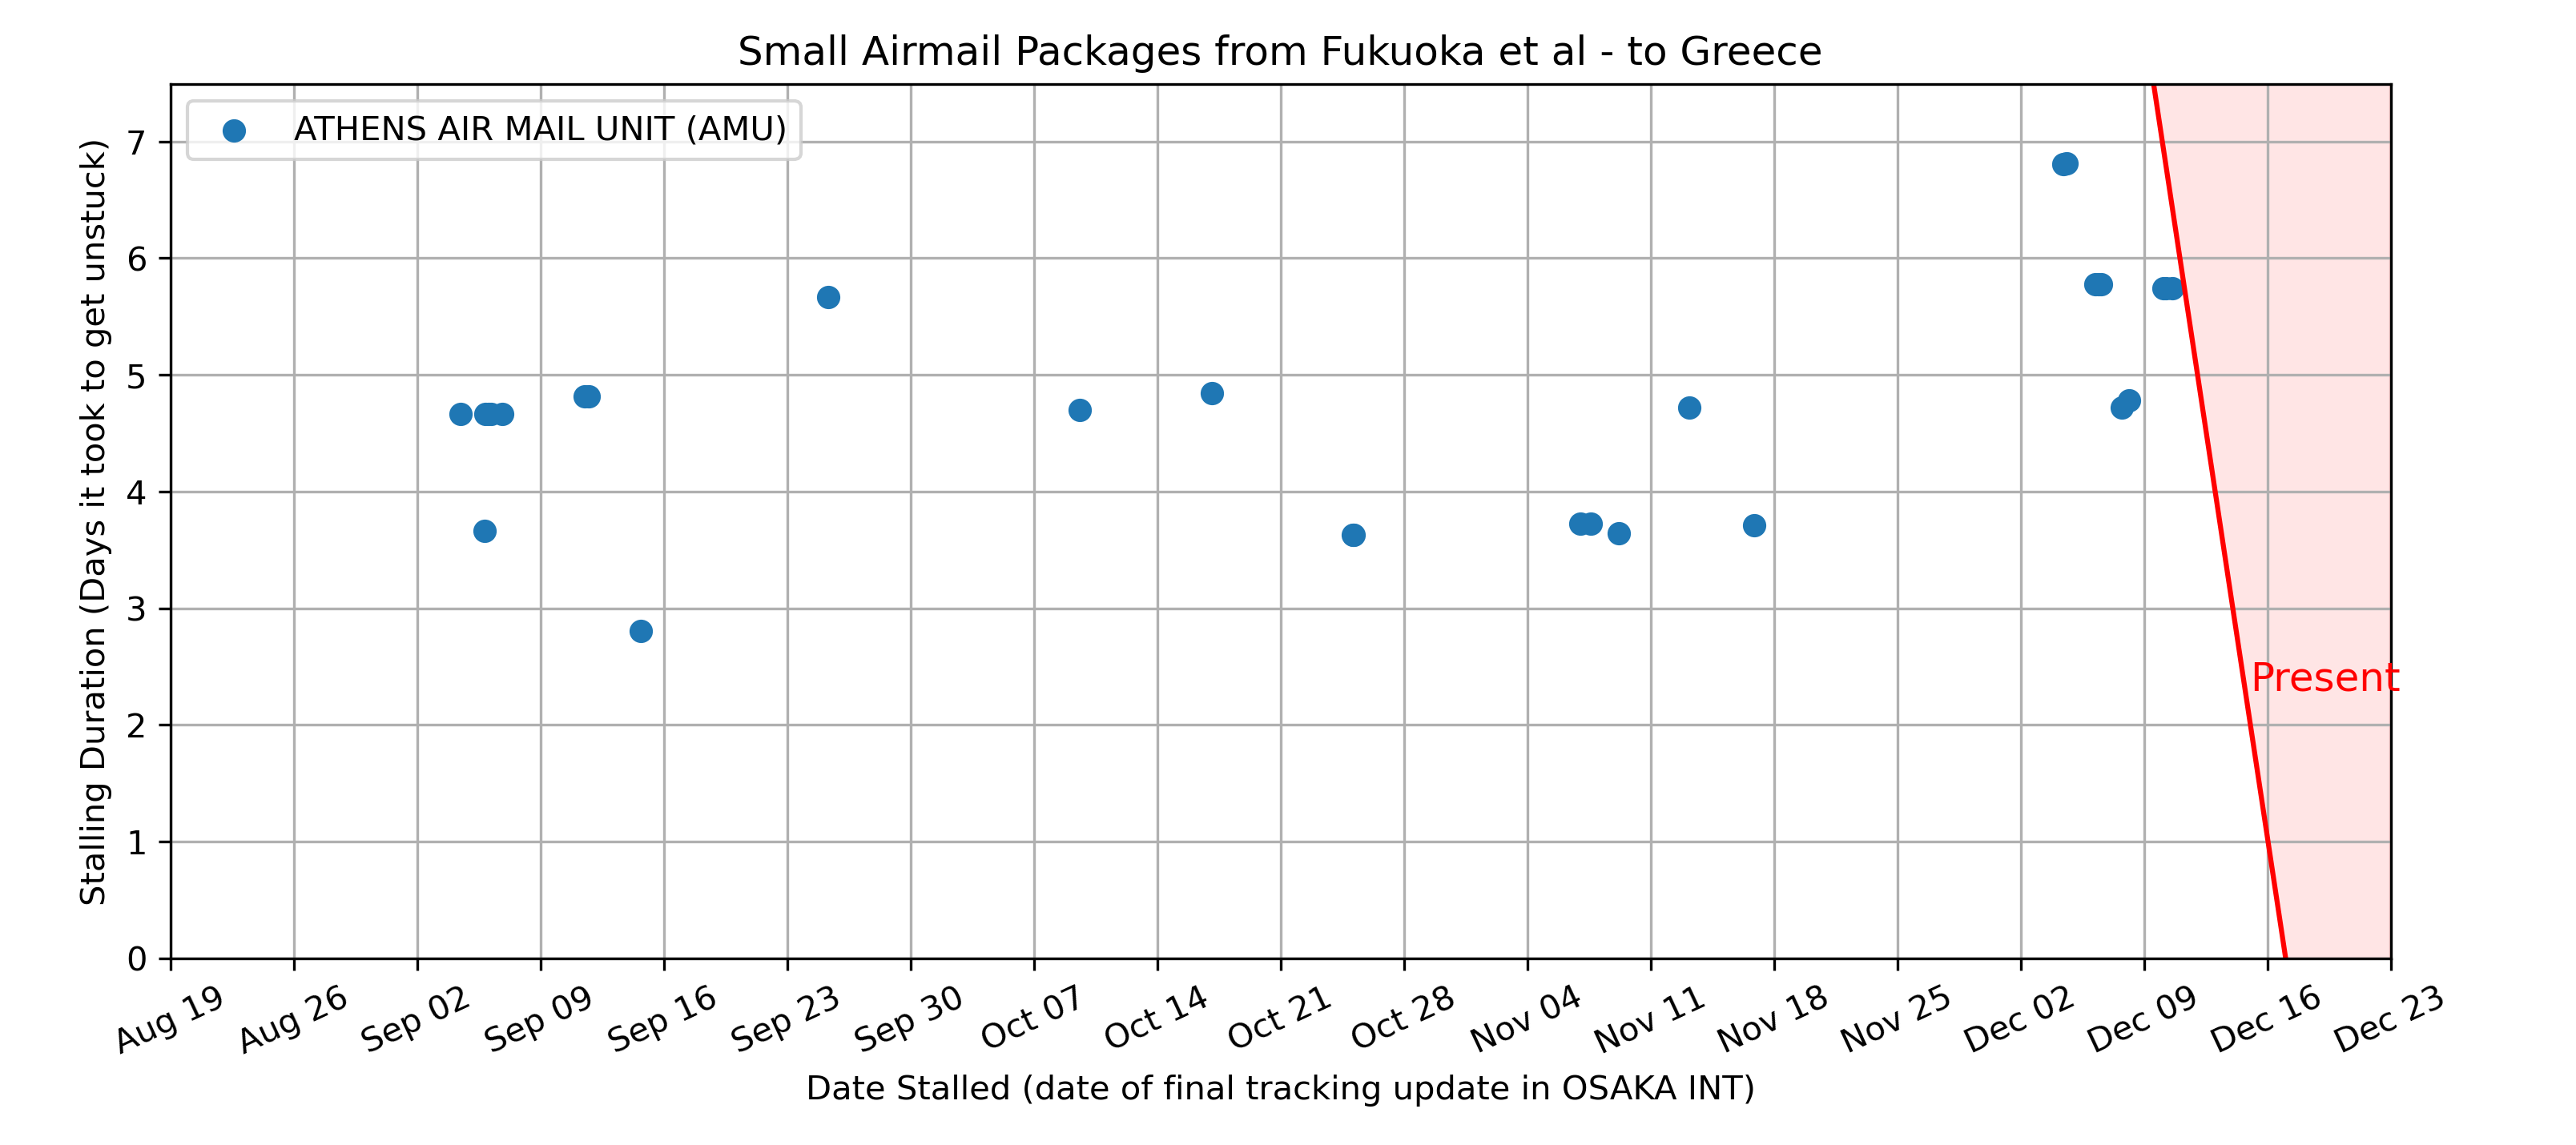 Small Airmail Packages from Fukuoka et al - to Greece
ATHENS AIR MAIL UNIT (AMU)
Stalling Duration (Days it took to get unstuck)
7
6
5
4
3
2
1
0
Present
Aug 19
Aug 26
Sep 02
Sep 09
Sep 16
Sep 23
Sep 30
Oct 07
Oct 14
Oct 21
Oct 28
Nov 04
Nov 11
Nov 18
Nov 25
Dec 02
Dec 09
Dec 16
Dec 23
Date Stalled (date of final tracking update in OSAKA INT)